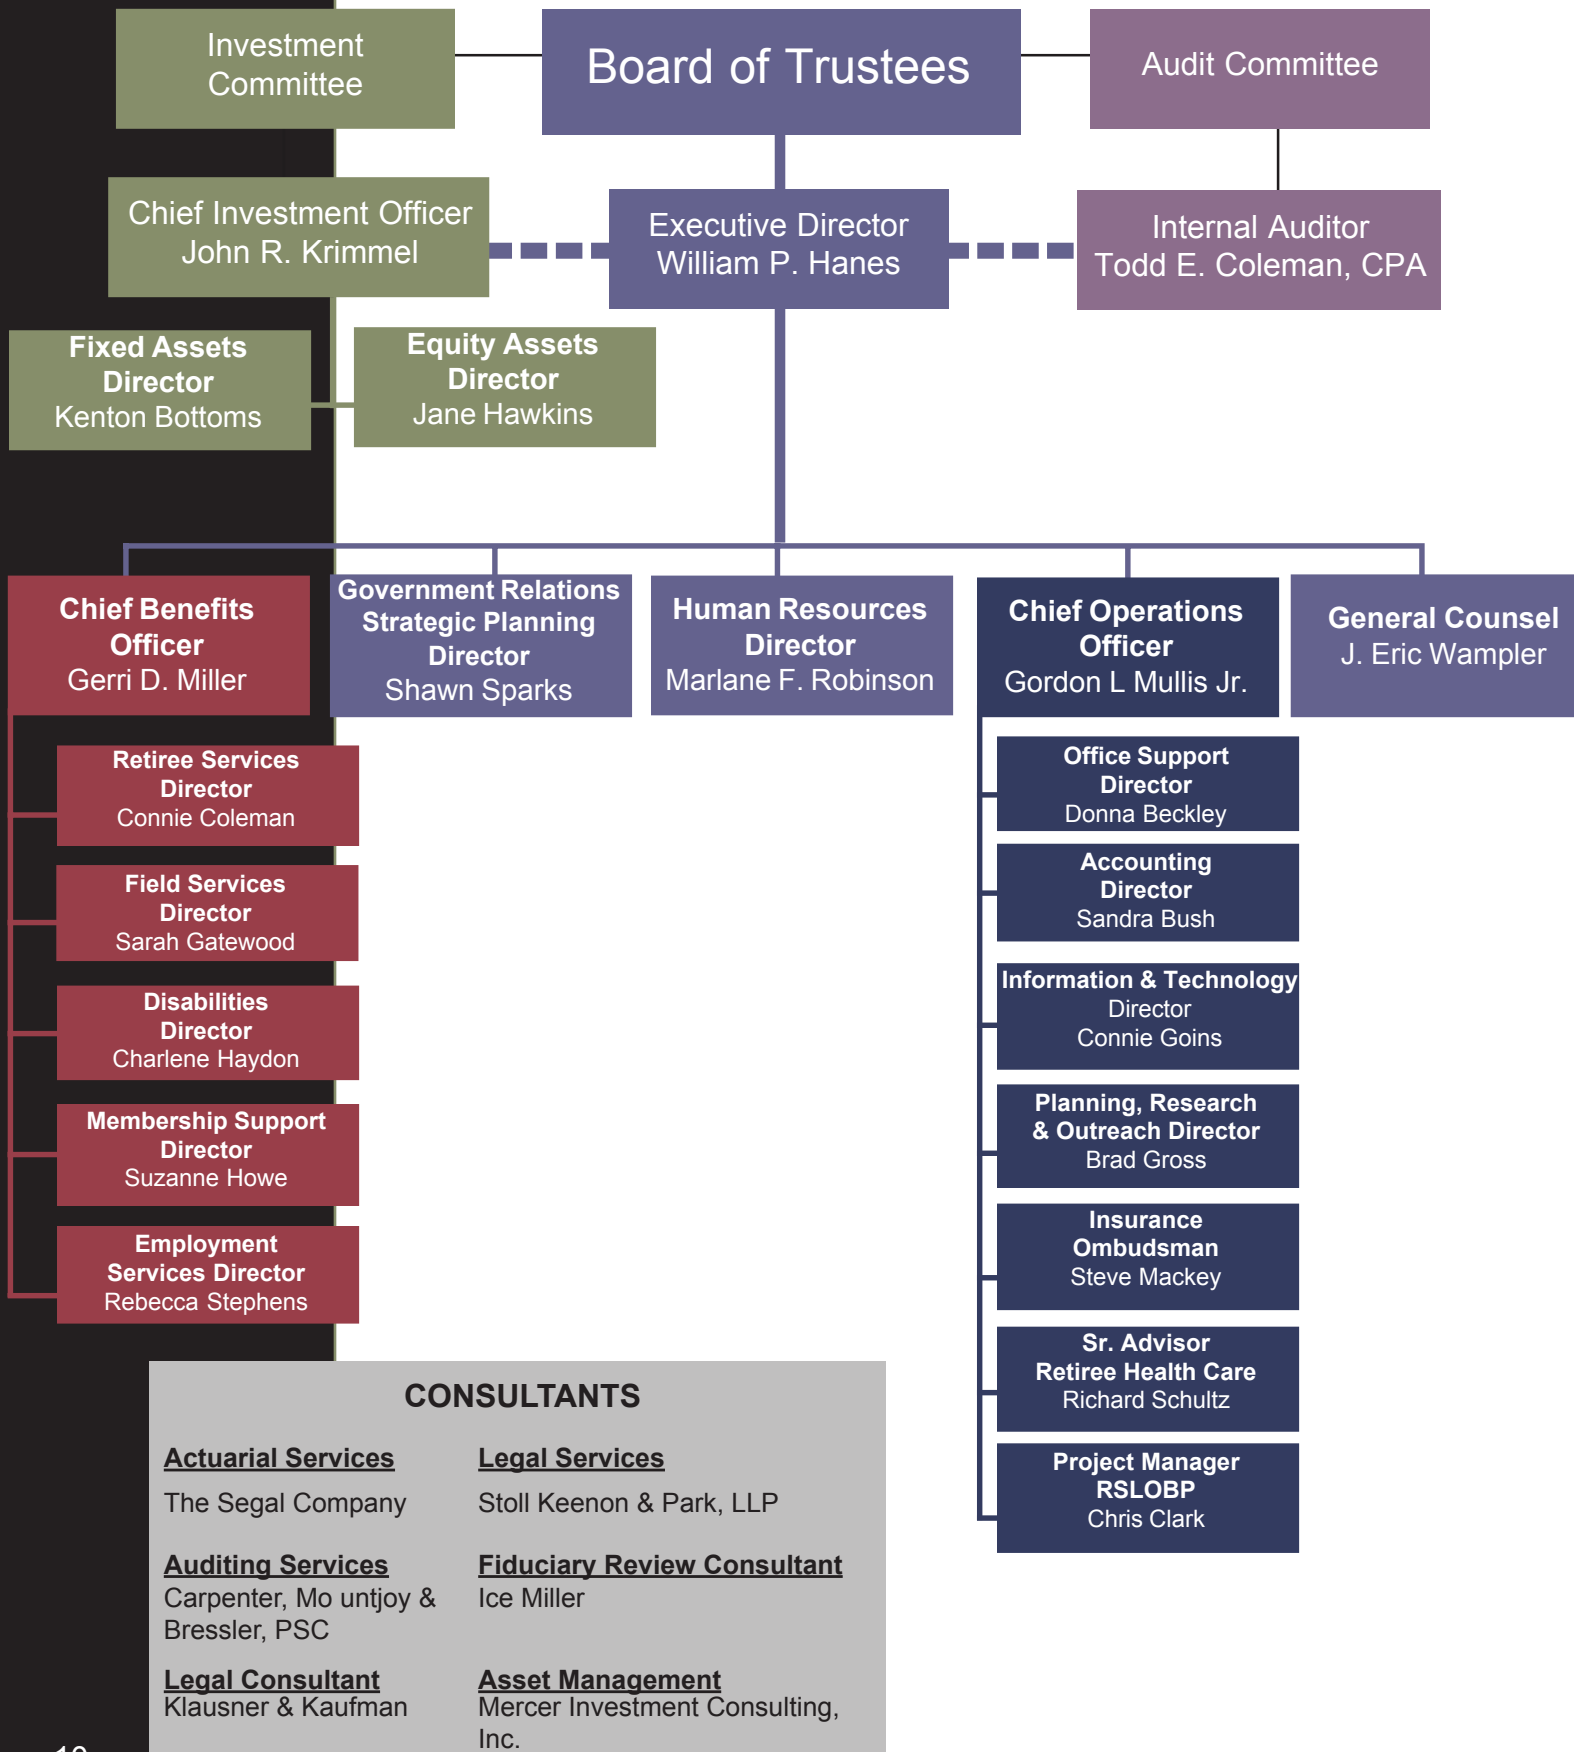 Investment
Committee
Board of Trustees
Audit Committee
Chief Investment Officer
John R. Krimmel
Executive Director
William P. Hanes
Internal Auditor
Todd E. Coleman, CPA
Fixed Assets
Director
Kenton Bottoms
Equity Assets
Director
Jane Hawkins
Chief Benefits
Officer
Gerri D. Miller
Government Relations
Strategic Planning
Director
Shawn Sparks
Human Resources
Director
Marlane F. Robinson
Chief Operations
Officer
Gordon L Mullis Jr.
General Counsel
J. Eric Wampler
Retiree Services
Director
Connie Coleman
Field Services
Director
Sarah Gatewood
Disabilities
Director
Charlene Haydon
Membership Support
Director
Suzanne Howe
Employment
Services Director
Rebecca Stephens
Office Support
Director
Donna Beckley
Accounting
Director
Sandra Bush
Information & Technology
Director
Connie Goins
Planning, Research
& Outreach Director
Brad Gross
Insurance
Ombudsman
Steve Mackey
Sr. Advisor
Retiree Health Care
Richard Schultz
Project Manager
RSLOBP
Chris Clark
CONSULTANTS
Actuarial Services
The Segal Company
Legal Services
Stoll Keenon & Park, LLP
Auditing Services
Carpenter, Mo untjoy &
Bressler, PSC
Fiduciary Review Consultant
Ice Miller
Legal Consultant
Klausner & Kaufman
Asset Management
Mercer Investment Consulting,
Inc.